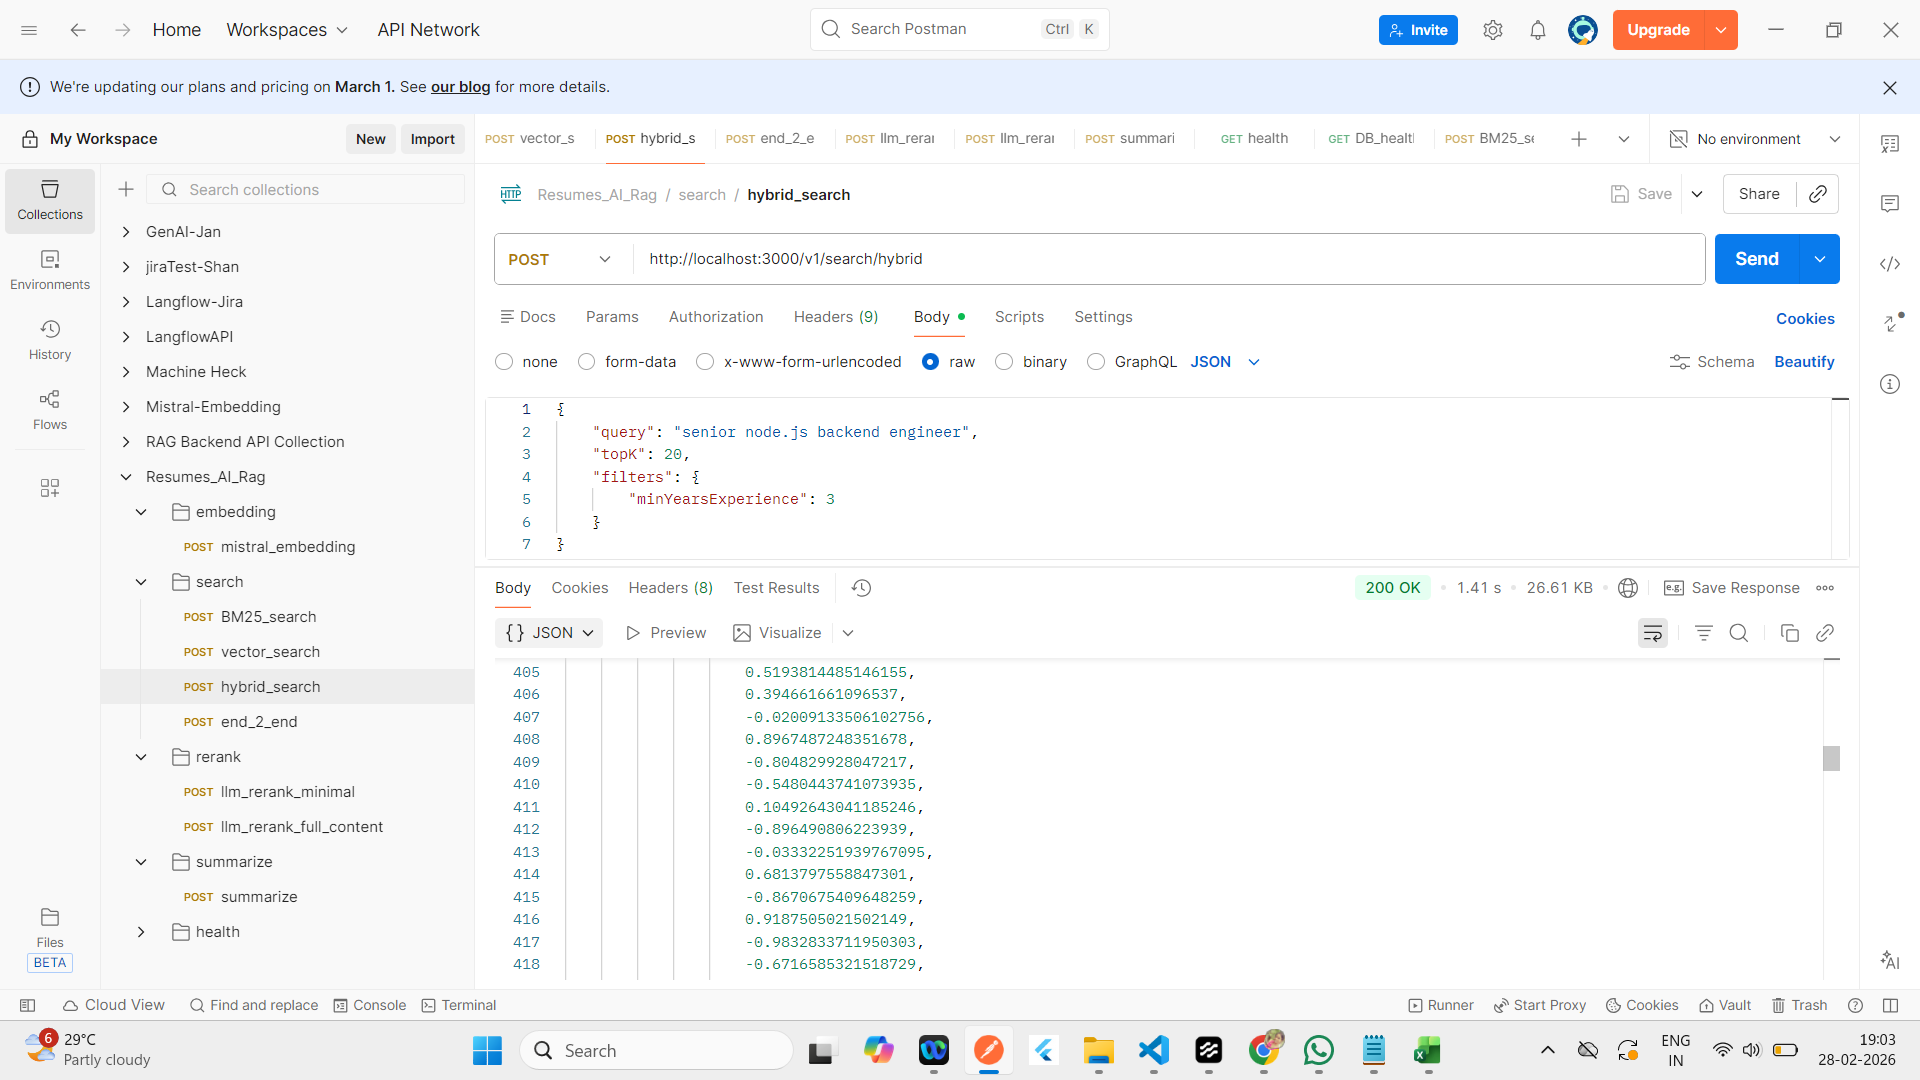 Home
Workspaces
API Network
Search Postman
Ctrl K
Invite
Upgrade
We're updating our plans and pricing on March 1. See our blog for more details.
My Workspace
New
Import
POST vector_s
POST hybrid_s
POST end_2_e
POST llm_rerar
POST llm_rerar
POST summari
GET health
GET DB_healt
POST BM25_se
No environment
Collections
Environments
History
Flows
Files
BETA
Search collections
GenAI-Jan
jiraTest-Shan
Langflow-Jira
LangflowAPI
Machine Heck
Mistral-Embedding
RAG Backend API Collection
Resumes_AI_Rag
embedding
POST mistral_embedding
search
POST BM25_search
POST vector_search
POST hybrid_search
POST end_2_end
rerank
POST llm_rerank_minimal
POST llm_rerank_full_content
summarize
POST summarize
health
HTTP Resumes_AI_Rag / search / hybrid_search
Save
Share
POST http://localhost:3000/v1/search/hybrid
Send
Docs Params Authorization Headers (9) Body Scripts Settings
Cookies
none form-data x-www-form-urlencoded raw binary GraphQL JSON
Schema
Beautify
1 {
2 "query": "senior node.js backend engineer",
3 "topK": 20,
4 "filters": {
5 "minYearsExperience": 3
6 }
7 }
Body Cookies Headers (8) Test Results
200 OK 1.41 s 26.61 KB
e.g. Save Response
{} JSON Preview Visualize
405 0.5193814485146155,
406 0.394661661096537,
407 -0.02009133506102756,
408 0.8967487248351678,
409 -0.804829928047217,
410 -0.5480443741073935,
411 0.10492643041185246,
412 -0.896490806223939,
413 -0.03332251939767095,
414 0.6813797558847301,
415 -0.8670675409648259,
416 0.9187505021502149,
417 -0.9832833711950303,
418 -0.6716585321518729,
Cloud View
Find and replace
Console
Terminal
Runner
Start Proxy
Cookies
Vault
Trash
6
29°C
Partly cloudy
Search
ENG
IN
19:03
28-02-2026